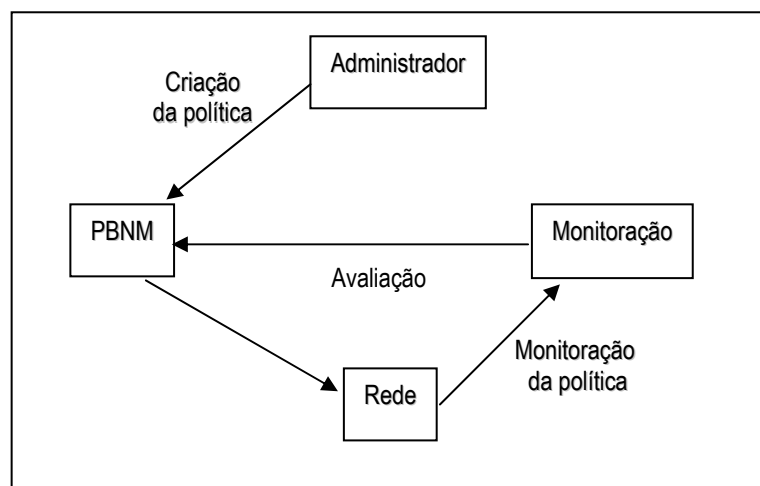 Administrador
Criação
da política
PBNM
Monitoração
Avaliação
Monitoração
da política
Rede